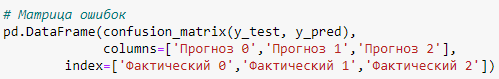 # Матрица ошибок
pd.DataFrame(confusion_matrix(y_test, y_pred),
columns=['Прогноз 0','Прогноз 1','Прогноз 2'],
index=['Фактический 0','Фактический 1','Фактический 2'])